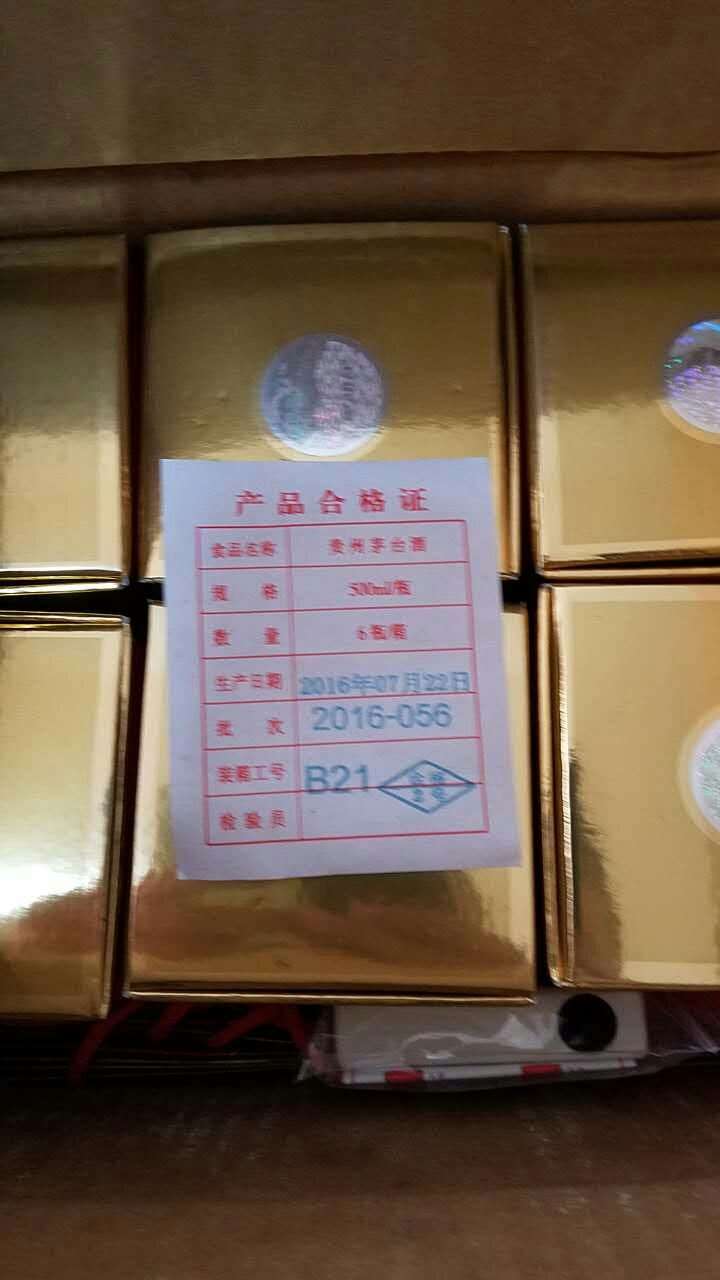 产品合格证
食品名称 贵州茅台酒
规 格 500ml/瓶
数 量 6瓶/箱
生产日期 2016年07月22日
批 次 2016-056
装箱工号 B21
检验员